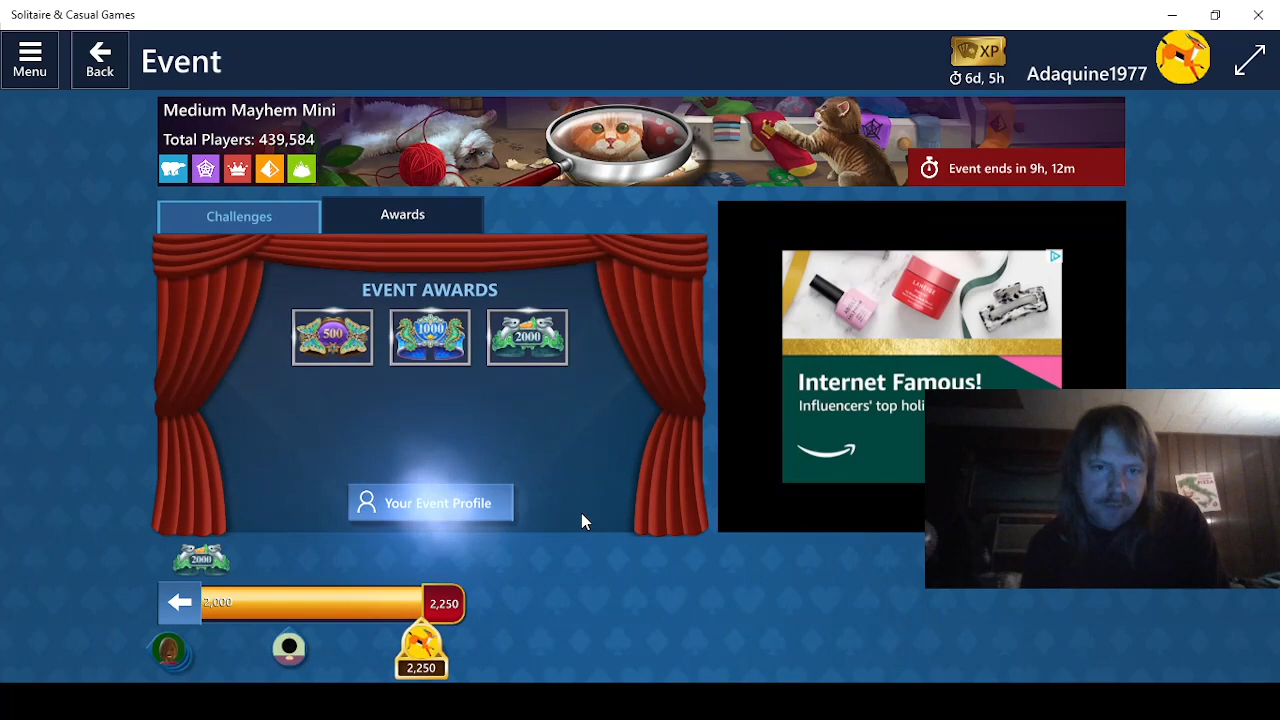 Solitaire & Casual Games
Menu
Back
Event
XP
6d, 5h
Adaquine1977
Medium Mayhem Mini
Total Players: 439,584
Event ends in 9h, 12m
Challenges
Awards
EVENT AWARDS
500
1000
2000
LANEIGE
Internet Famous!
Influencers' top holi
Your Event Profile
2000
2,000
2,250
2,250
PIZZA